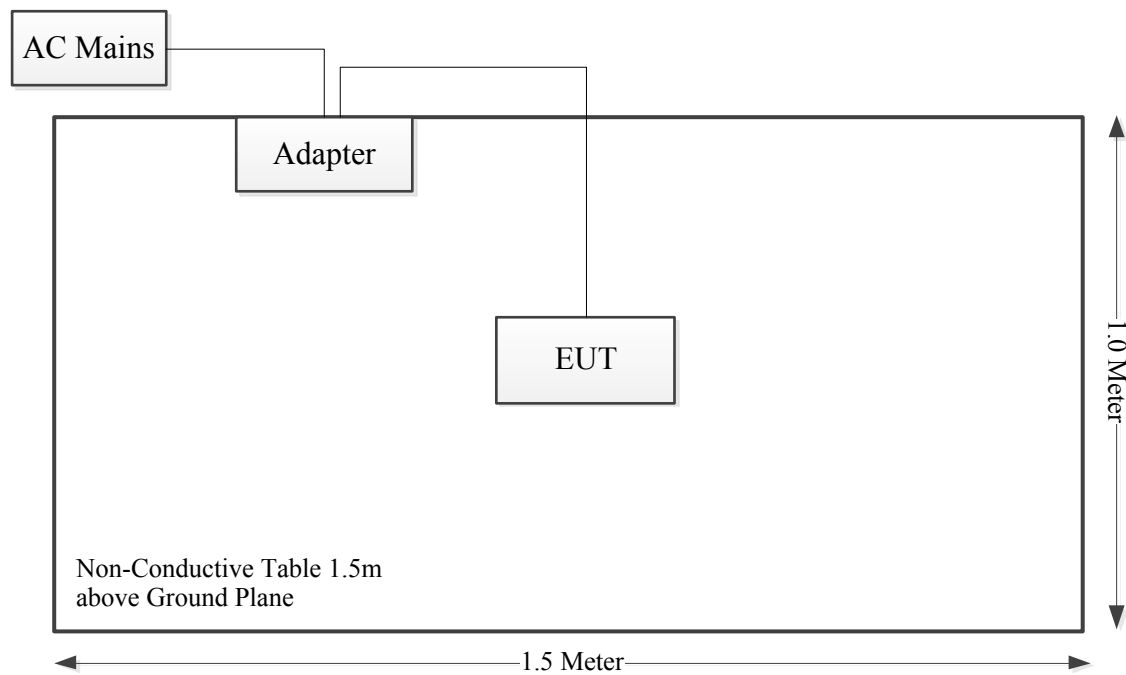 AC Mains
Adapter
EUT
1.0 Meter
Non-Conductive Table 1.5m
above Ground Plane
1.5 Meter